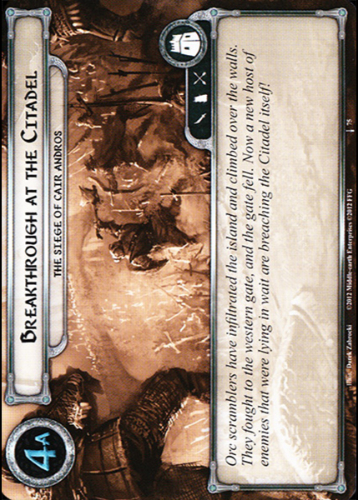 4A
BREAKTHROUGH AT THE CITADEL
THE SIEGE OF CAIR ANDROS
Orc scramblers have infiltrated the island and climbed over the walls.
They fought to the western gate, and the gate fell. Now a new host of
enemies that were lying in wait are breaching the Citadel itself!
Illus. Darek Zabrocki ©2012 Middle-earth Enterprises ©2012 FFG 75